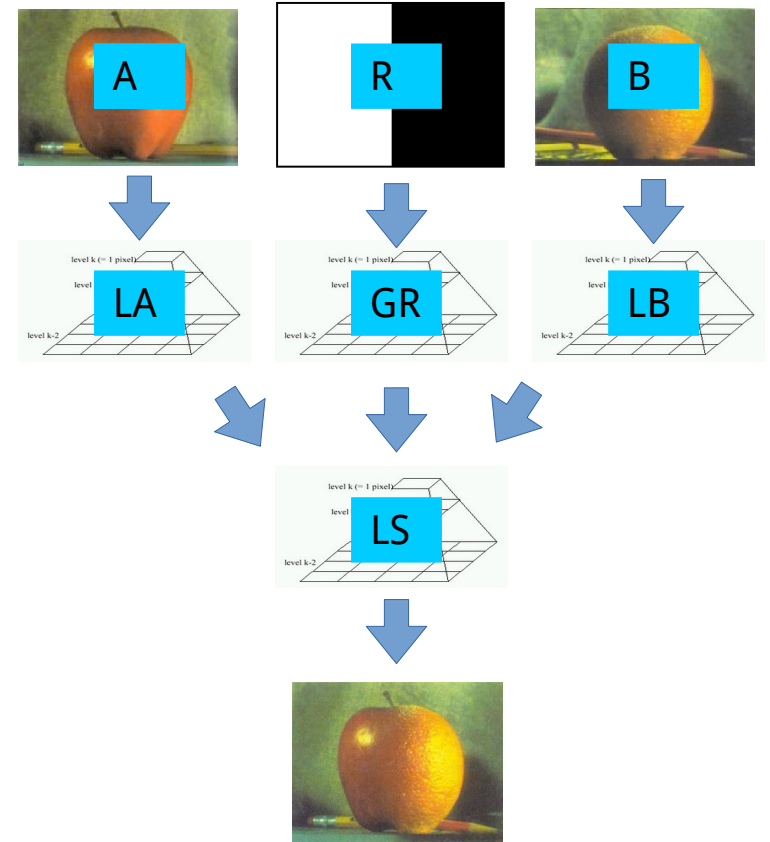 A
R
B
level k (= 1 pixel)
level
level k-2
LA
level k (= 1 pixel)
level
level k-2
GR
level k (= 1 pixel)
level
level k-2
LB
level k (= 1 pixel)
level
level k-2
LS